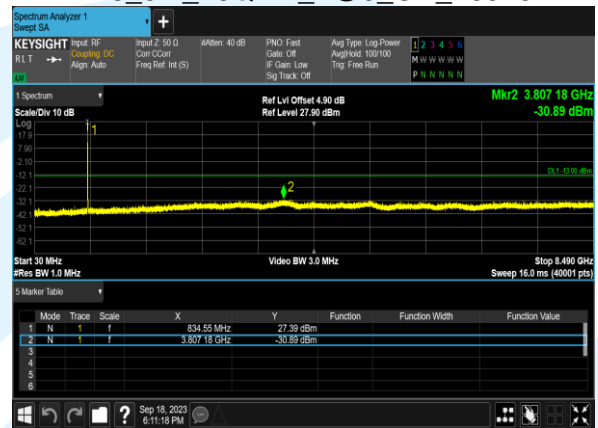 Spectrum Analyzer 1
Swept SA
+
KEYSIGHT Input: RF Input Z: 50 Ω #Atten: 40 dB PNO: Fast Avg Type: Log-Power 1 2 3 4 5 6
RLT Coupling: DC Corr CCorr Gate: Off Avg|Hold: 100/100 M W W W W W
Align: Auto Freq Ref: Int (S) IF Gain: Low Trig: Free Run
LW Sig Track: Off P N N N N N
1 Spectrum Ref Lvl Offset 4.90 dB Mkr2 3.807 18 GHz
Scale/Div 10 dB Ref Level 27.90 dBm -30.89 dBm
Log
17.9
7.90
-2.10
-12.1
-22.1
-32.1
-42.1
-52.1
-62.1
1
2
DL1 -13.00 dBm
Start 30 MHz Video BW 3.0 MHz Stop 8.490 GHz
#Res BW 1.0 MHz Sweep 16.0 ms (40001 pts)
5 Marker Table
Mode Trace Scale X Y Function Function Width Function Value
1 N 1 f 834.55 MHz 27.39 dBm
2 N 1 f 3.807 18 GHz -30.89 dBm
3
4
5
6
? Sep 18, 2023
6:11:18 PM